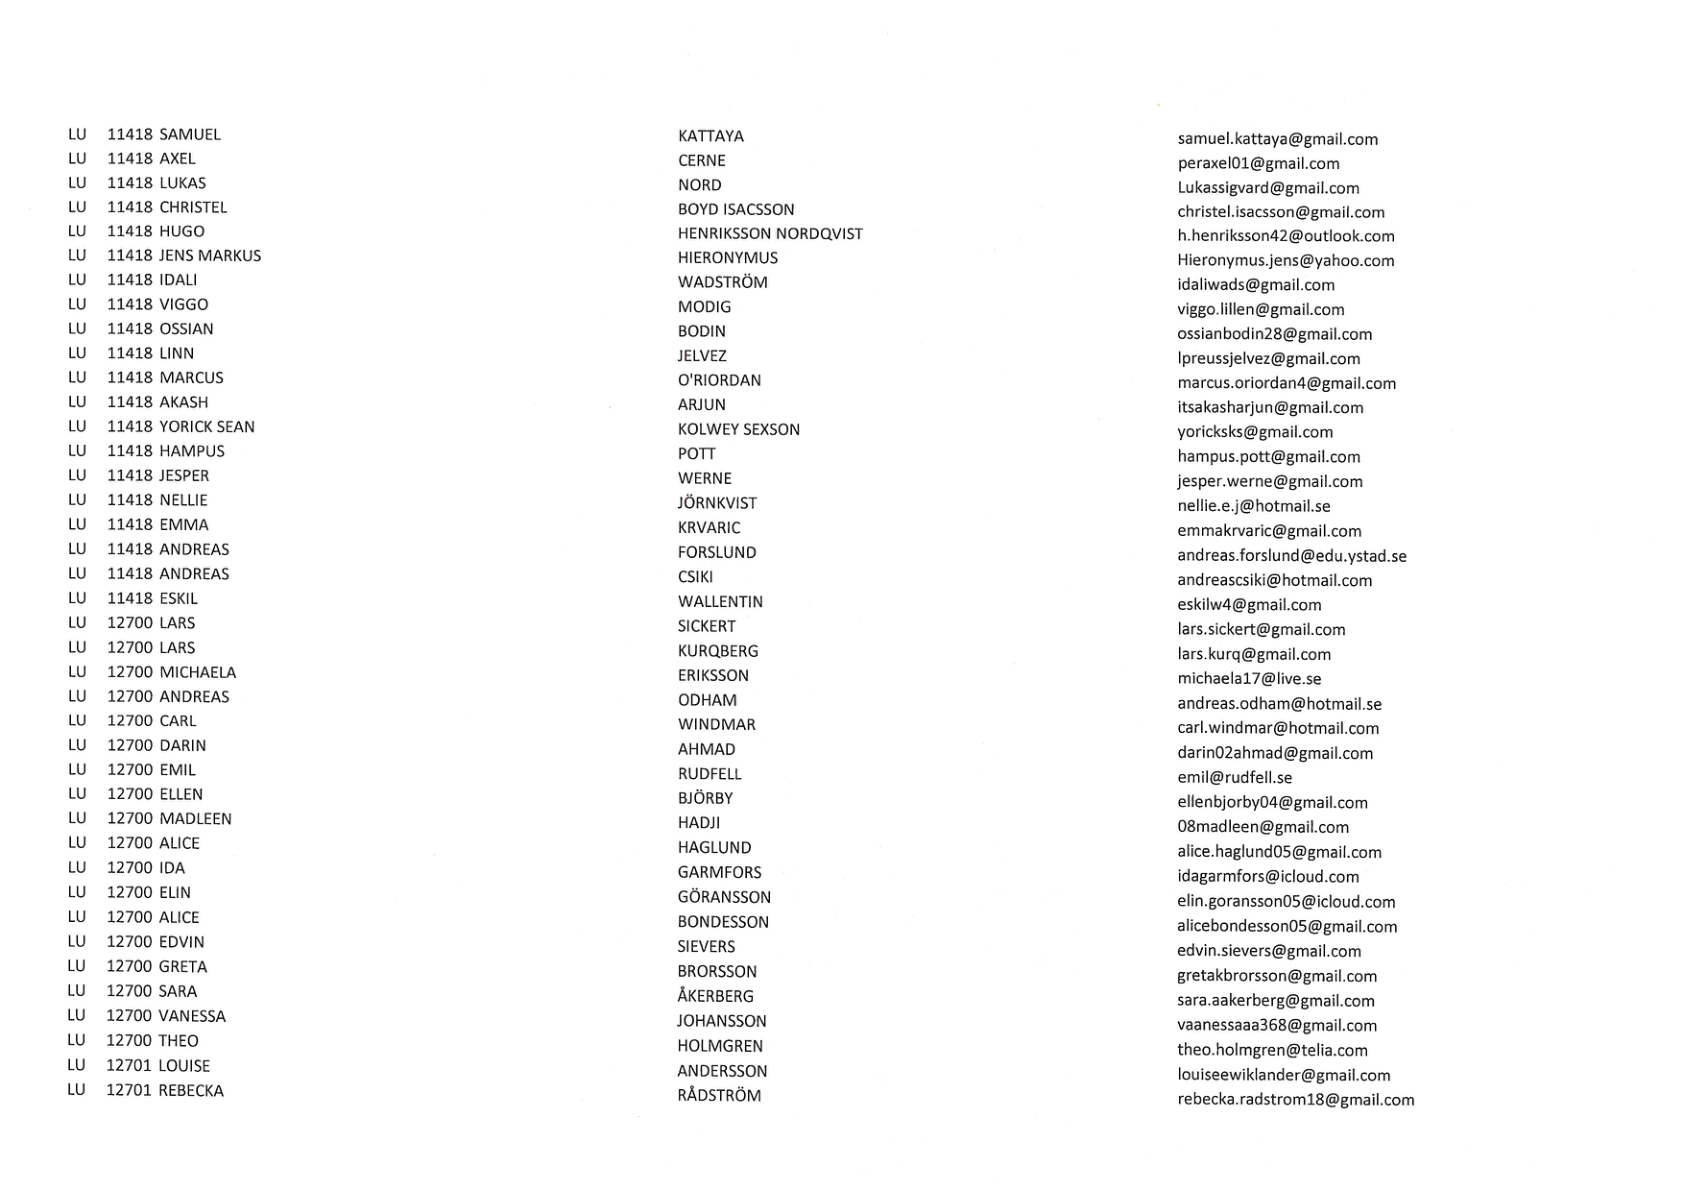 LU 11418 SAMUEL KATTAYA samuel.kattaya@gmail.com
LU 11418 AXEL CERNE peraxel01@gmail.com
LU 11418 LUKAS NORD Lukassigvard@gmail.com
LU 11418 CHRISTEL BOYD ISACSSON christel.isacsson@gmail.com
LU 11418 HUGO HENRIKSSON NORDQVIST h.henriksson42@outlook.com
LU 11418 JENS MARKUS HIERONYMUS Hieronymus.jens@yahoo.com
LU 11418 IDALI WADSTRÖM idaliwads@gmail.com
LU 11418 VIGGO MODIG viggo.lillen@gmail.com
LU 11418 OSSIAN BODIN ossianbodin28@gmail.com
LU 11418 LINN JELVEZ lpreussjelvez@gmail.com
LU 11418 MARCUS O'RIORDAN marcus.oriordan4@gmail.com
LU 11418 AKASH ARJUN itsakasharjun@gmail.com
LU 11418 YORICK SEAN KOLWEY SEXSON yoricksks@gmail.com
LU 11418 HAMPUS POTT hampus.pott@gmail.com
LU 11418 JESPER WERNE jesper.werne@gmail.com
LU 11418 NELLIE JÖRNKVIST nellie.e.j@hotmail.se
LU 11418 EMMA KRVARIC emmakrvaric@gmail.com
LU 11418 ANDREAS FORSLUND andreas.forslund@edu.ystad.se
LU 11418 ANDREAS CSIKI andreascsiki@hotmail.com
LU 11418 ESKIL WALLENTIN eskilw4@gmail.com
LU 12700 LARS SICKERT lars.sickert@gmail.com
LU 12700 LARS KURQBERG lars.kurq@gmail.com
LU 12700 MICHAELA ERIKSSON michaela17@live.se
LU 12700 ANDREAS ODHAM andreas.odham@hotmail.se
LU 12700 CARL WINDMAR carl.windmar@hotmail.com
LU 12700 DARIN AHMAD darin02ahmad@gmail.com
LU 12700 EMIL RUDFELL emil@rudfell.se
LU 12700 ELLEN BJÖRBY ellenbjorby04@gmail.com
LU 12700 MADLEEN HADJI 08madleen@gmail.com
LU 12700 ALICE HAGLUND alice.haglund05@gmail.com
LU 12700 IDA GARMFORS idagarmfors@icloud.com
LU 12700 ELIN GÖRANSSON elin.goransson05@icloud.com
LU 12700 ALICE BONDESSON alicebondesson05@gmail.com
LU 12700 EDVIN SIEVERS edvin.sievers@gmail.com
LU 12700 GRETA BRORSSON gretakbrorsson@gmail.com
LU 12700 SARA ÅKERBERG sara.aakerberg@gmail.com
LU 12700 VANESSA JOHANSSON vaanessaaa368@gmail.com
LU 12700 THEO HOLMGREN theo.holmgren@telia.com
LU 12701 LOUISE ANDERSSON louiseewiklander@gmail.com
LU 12701 REBECKA RÅDSTRÖM rebecka.radstrom18@gmail.com